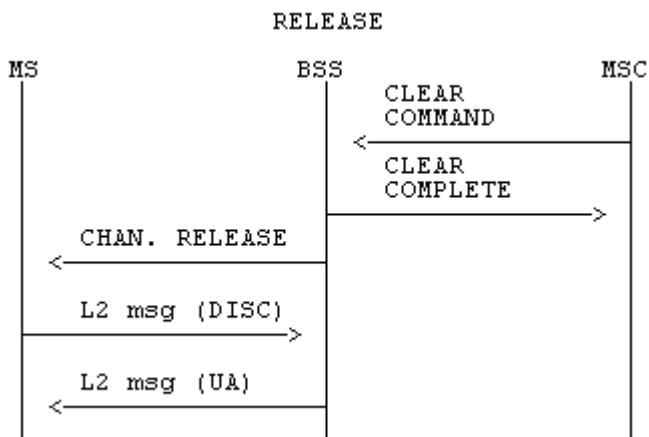 RELEASE
MS BSS MSC
CLEAR
COMMAND
CLEAR
COMPLETE
CHAN. RELEASE
L2 msg (DISC)
L2 msg (UA)